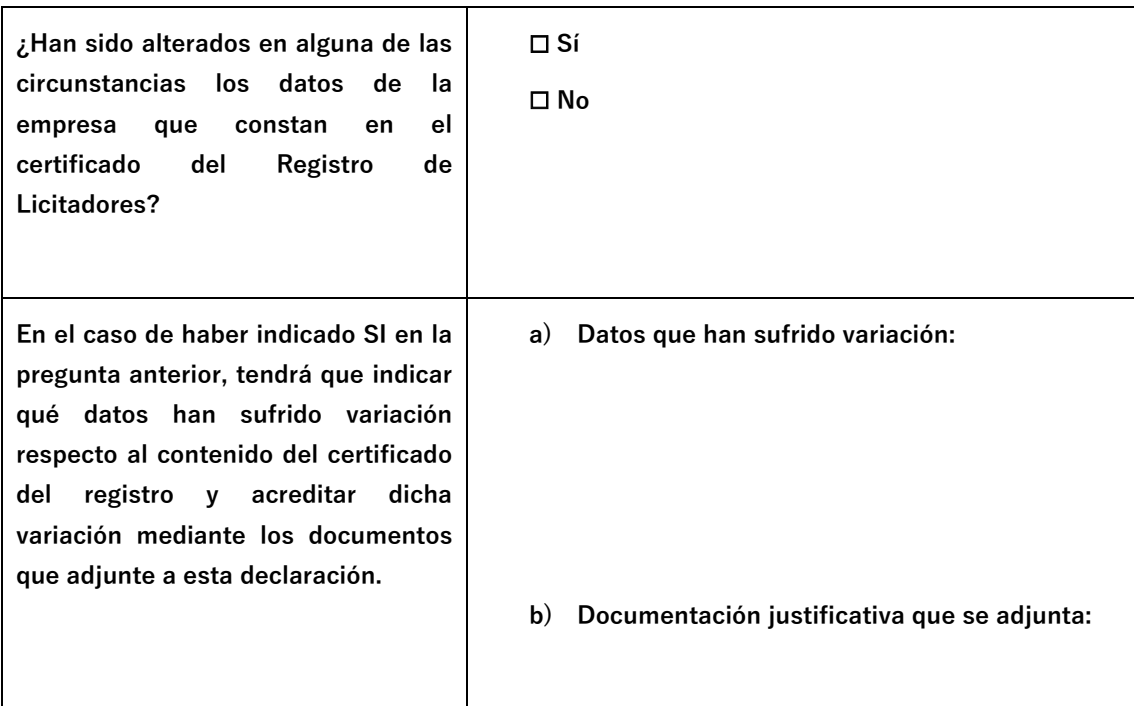 ¿Han sido alterados en alguna de las
circunstancias los datos de la
empresa que constan en el
certificado del Registro de
Licitadores?
☐ Sí
☐ No
En el caso de haber indicado SI en la
pregunta anterior, tendrá que indicar
qué datos han sufrido variación
respecto al contenido del certificado
del registro y acreditar dicha
variación mediante los documentos
que adjunte a esta declaración.
a) Datos que han sufrido variación:
b) Documentación justificativa que se adjunta: